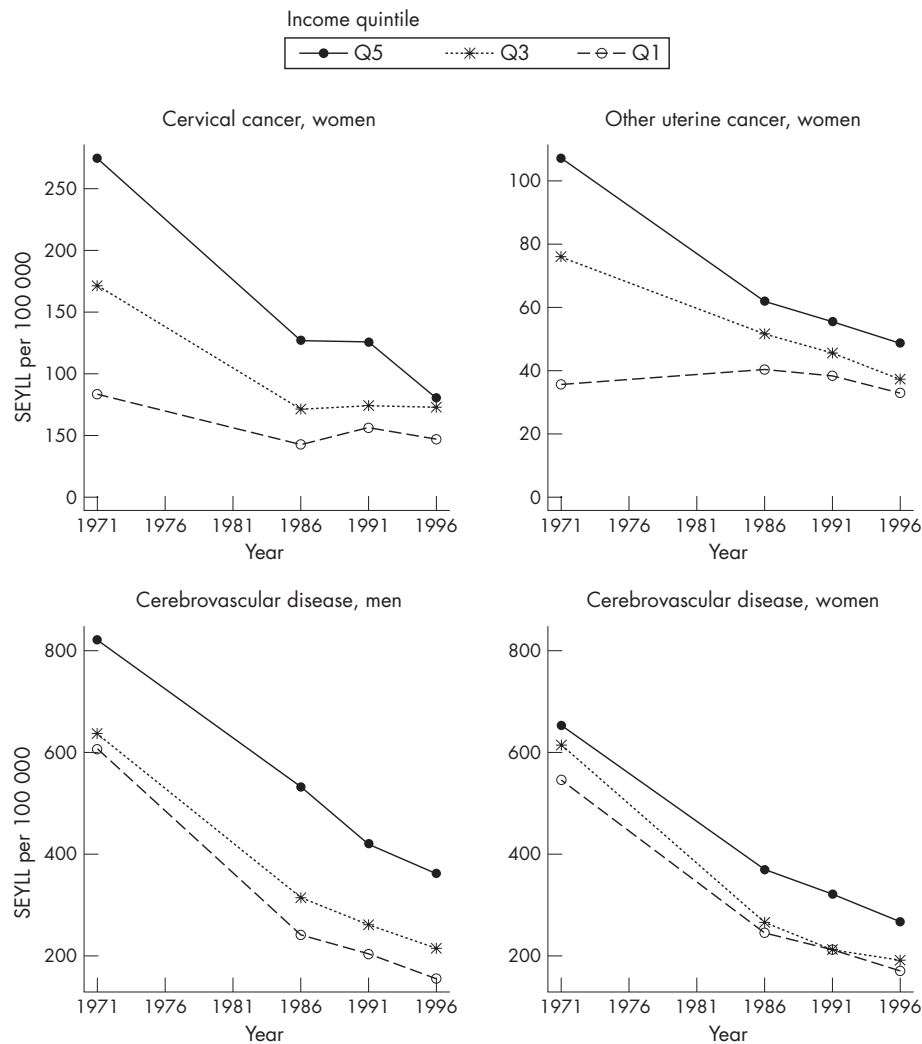 Income quintile
Q5 Q3 Q1
Cervical cancer, women
250
200
150
100
150
0
1971 1976 1981 1986 1991 1996
Year
SEYLL per 100 000
Other uterine cancer, women
100
80
60
40
20
0
1971 1976 1981 1986 1991 1996
Year
Cerebrovascular disease, men
800
600
400
200
1971 1976 1981 1986 1991 1996
Year
SEYLL per 100 000
Cerebrovascular disease, women
800
600
400
200
1971 1976 1981 1986 1991 1996
Year